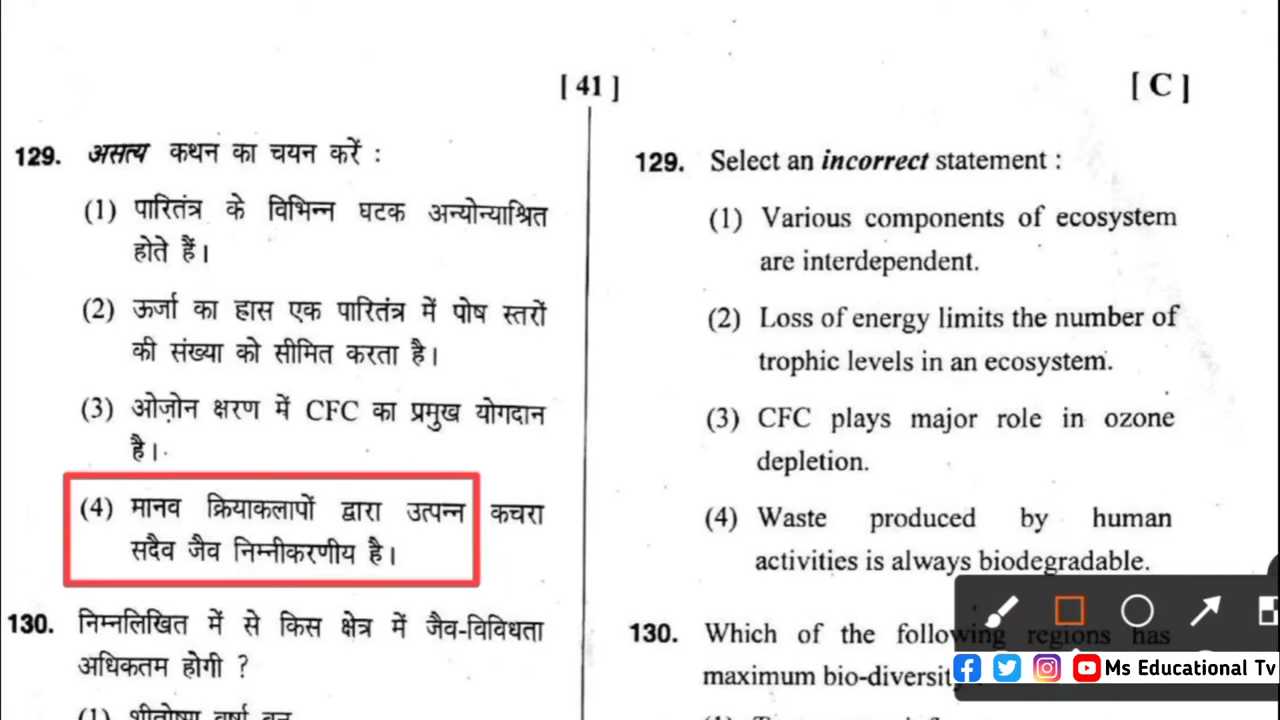 [ 41 ]
[ C ]
129. असत्य कथन का चयन करें :
(1) पारितंत्र के विभिन्न घटक अन्योन्याश्रित
होते हैं।
(2) ऊर्जा का ह्रास एक पारितंत्र में पोष स्तरों
की संख्या को सीमित करता है।
(3) ओज़ोन क्षरण में CFC का प्रमुख योगदान
है।
(4) मानव क्रियाकलापों द्वारा उत्पन्न कचरा
सदैव जैव निम्नीकरणीय है।
130. निम्नलिखित में से किस क्षेत्र में जैव-विविधता
अधिकतम होगी ?
(1) शीतोष्ण वर्षा वन
129. Select an incorrect statement :
(1) Various components of ecosystem
are interdependent.
(2) Loss of energy limits the number of
trophic levels in an ecosystem.
(3) CFC plays major role in ozone
depletion.
(4) Waste produced by human
activities is always biodegradable.
130. Which of the following regions has
maximum bio-diversity
Ms Educational Tv